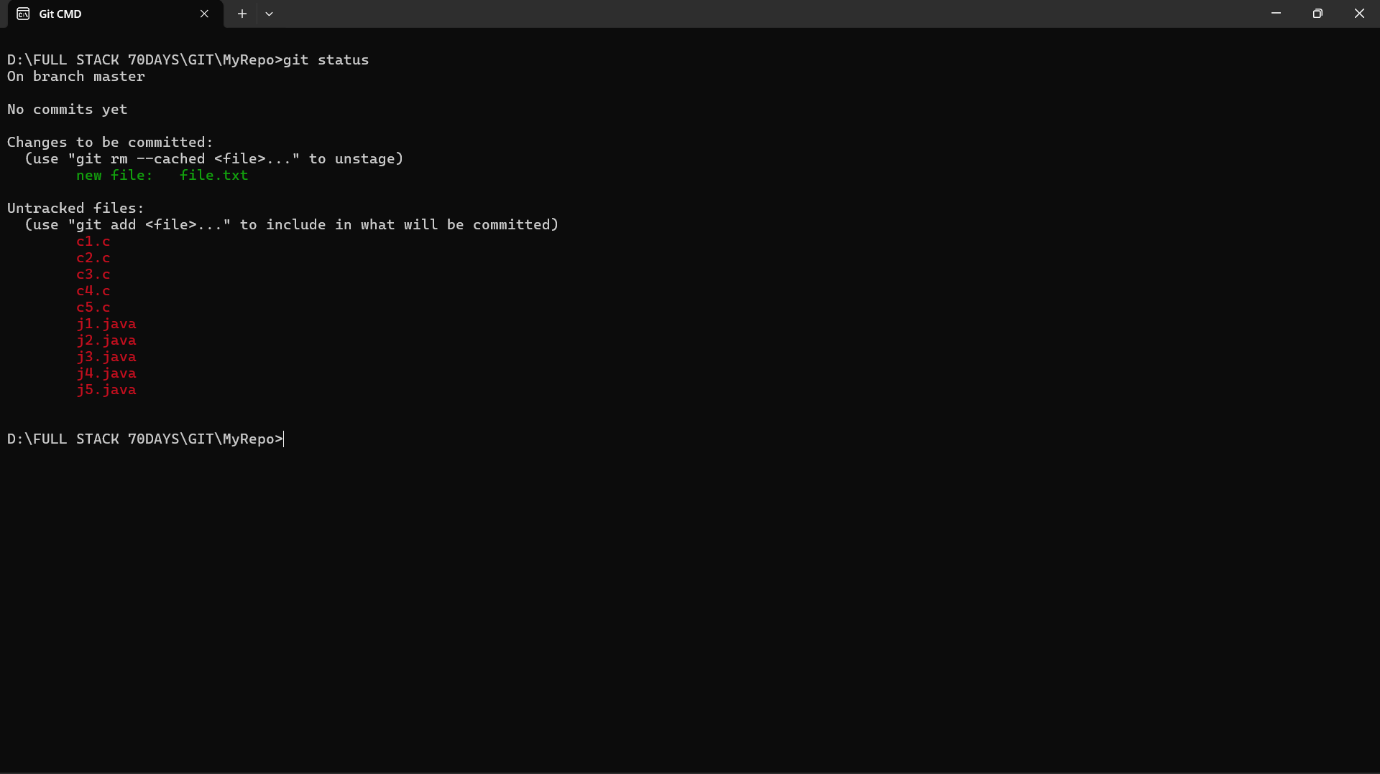 Git CMD
D:\FULL STACK 70DAYS\GIT\MyRepo>git status
On branch master
No commits yet
Changes to be committed:
  (use "git rm --cached <file>..." to unstage)
        new file:   file.txt
Untracked files:
  (use "git add <file>..." to include in what will be committed)
        c1.c
        c2.c
        c3.c
        c4.c
        c5.c
        j1.java
        j2.java
        j3.java
        j4.java
        j5.java
D:\FULL STACK 70DAYS\GIT\MyRepo>